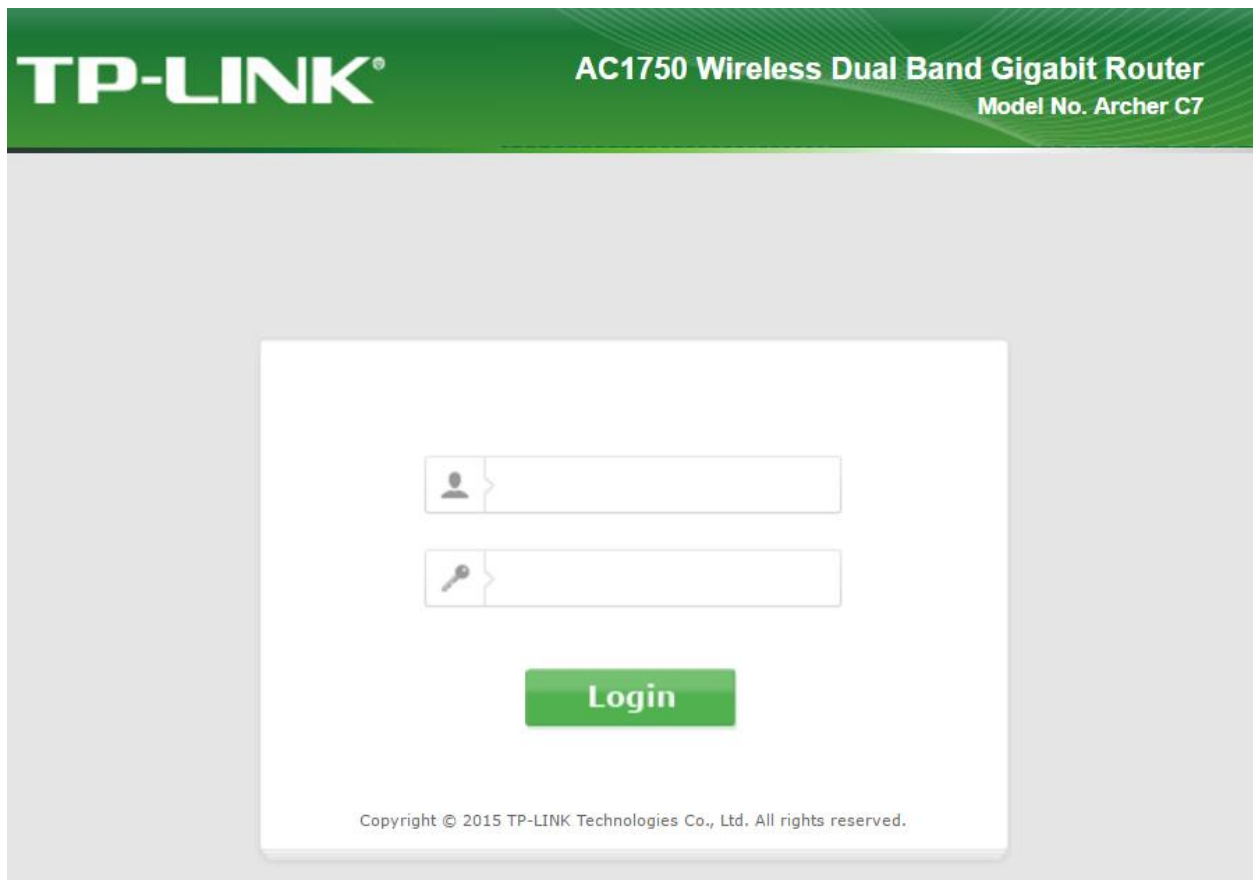 TP-LINK®
AC1750 Wireless Dual Band Gigabit Router
Model No. Archer C7
Login
Copyright © 2015 TP-LINK Technologies Co., Ltd. All rights reserved.